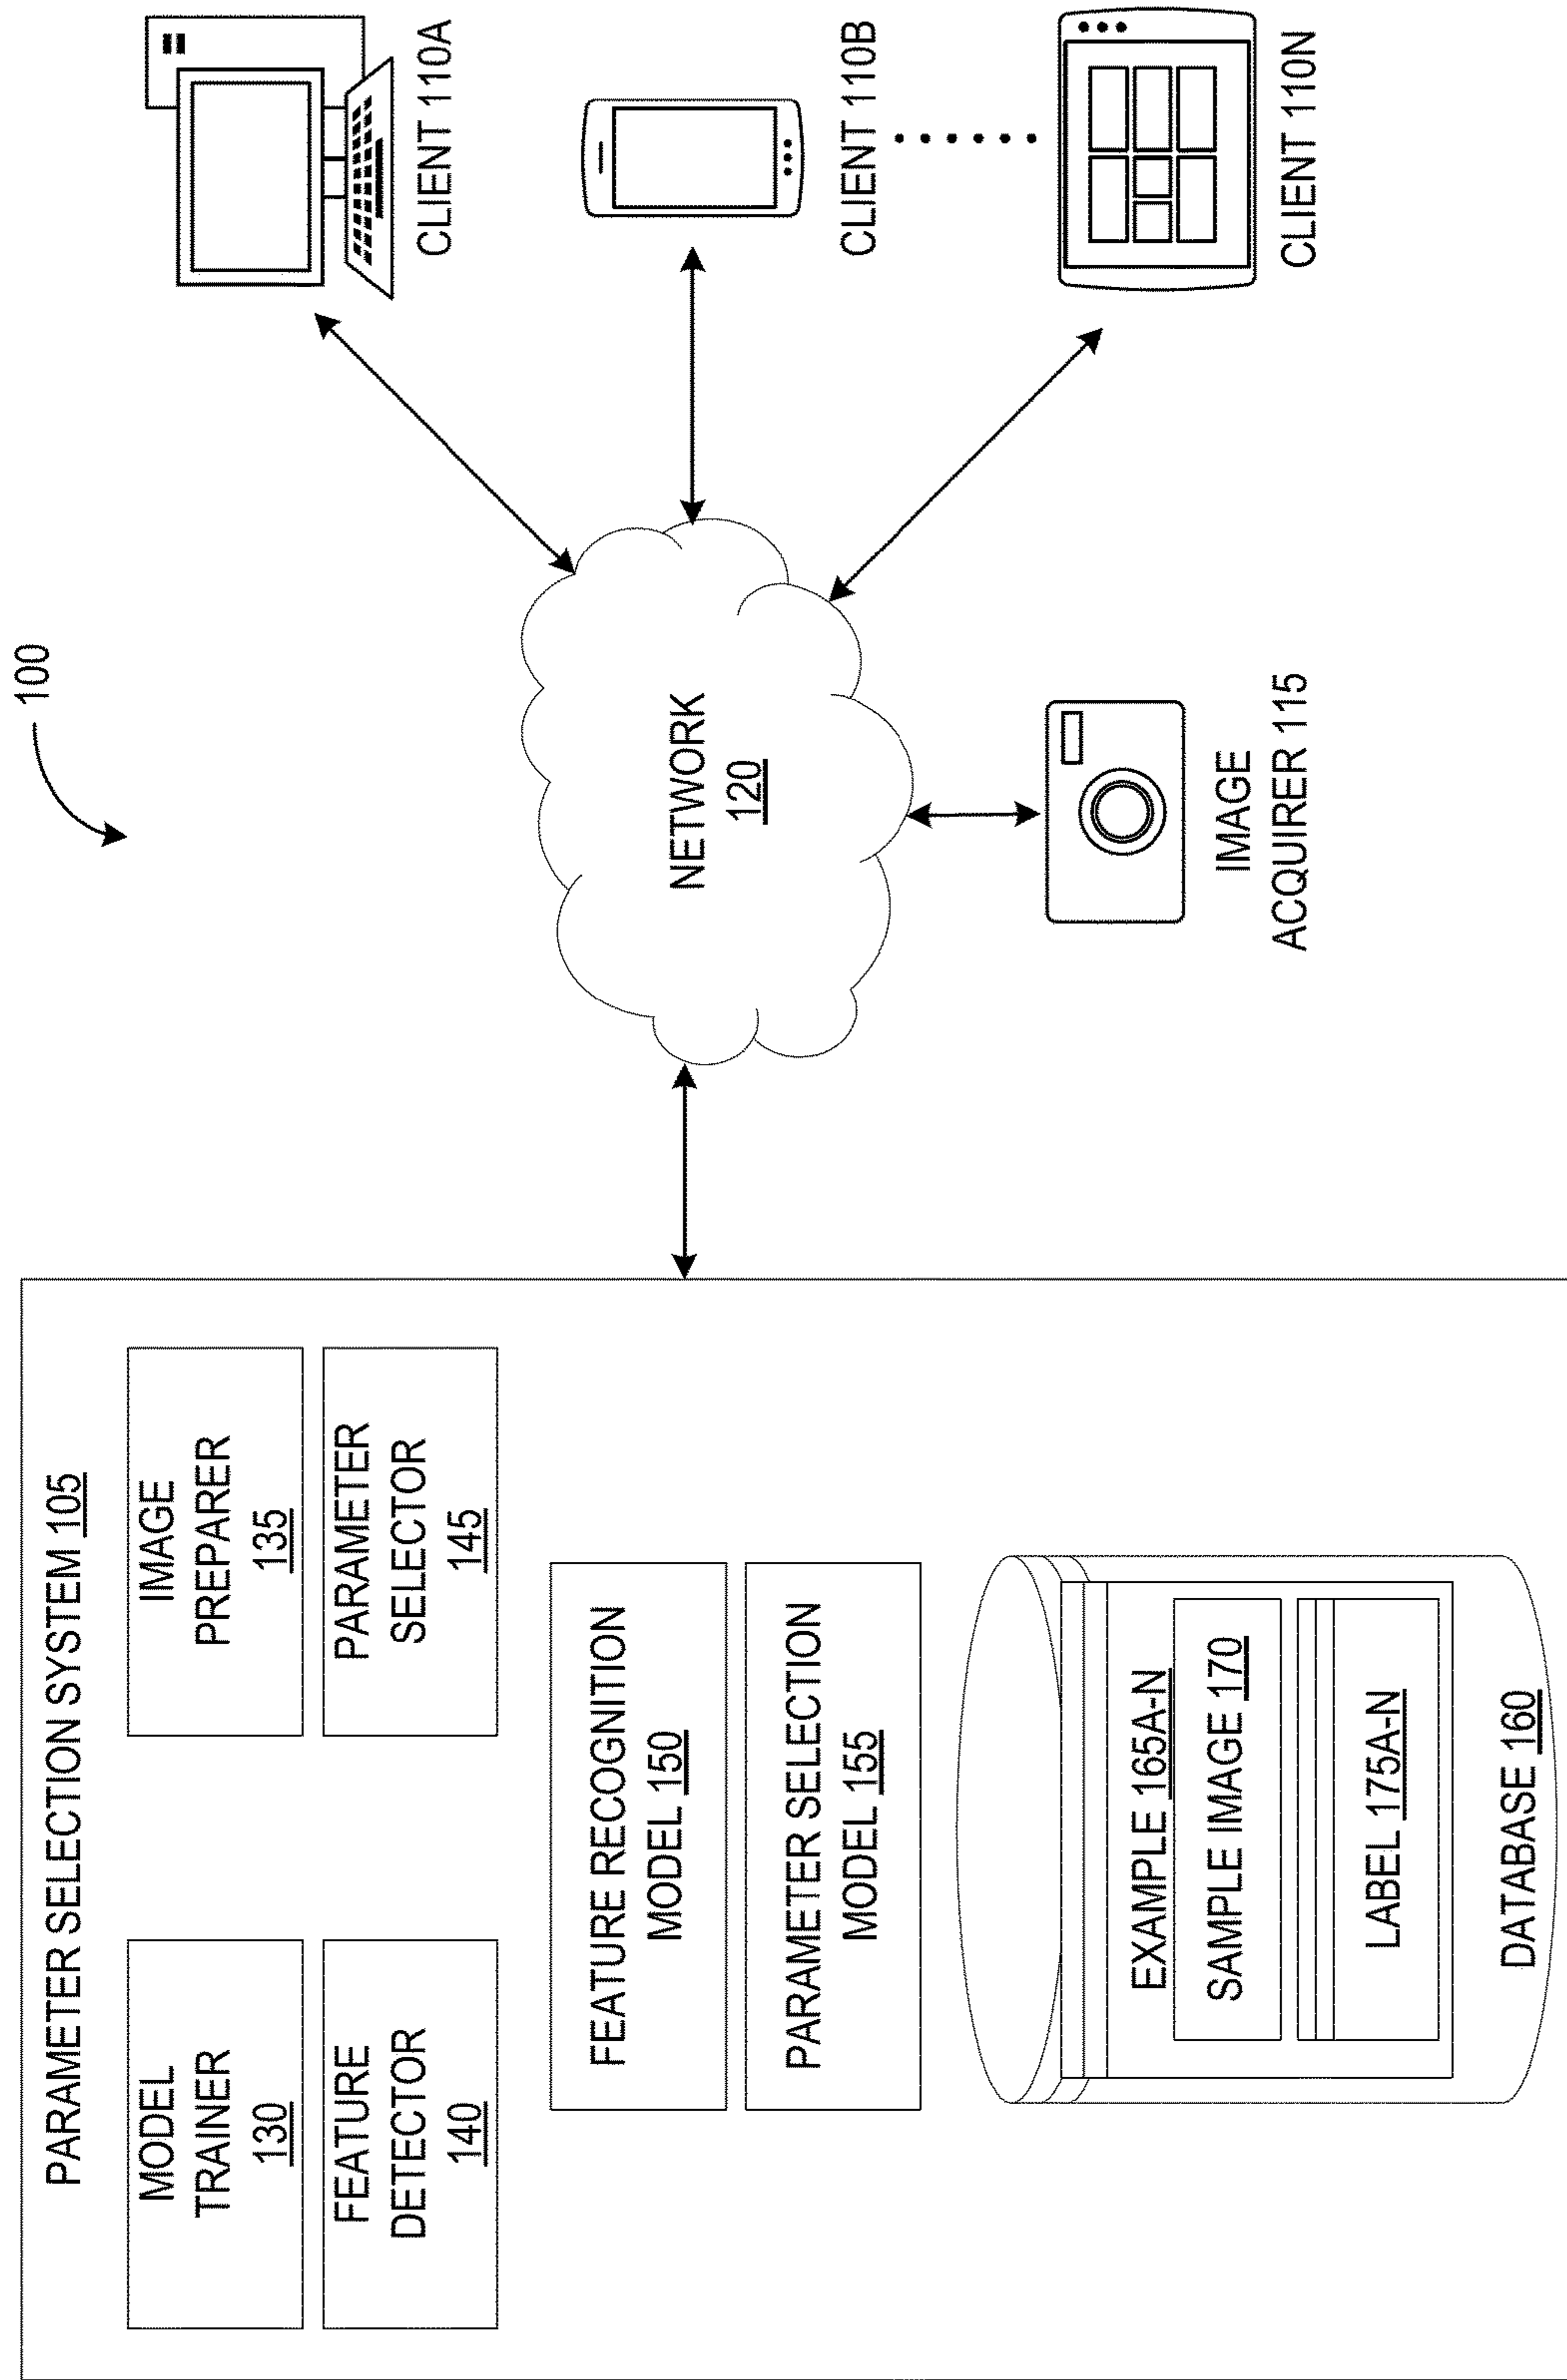 100
PARAMETER SELECTION SYSTEM 105
MODEL
TRAINER
130
IMAGE
PREPARER
135
FEATURE
DETECTOR
140
PARAMETER
SELECTOR
145
FEATURE RECOGNITION
MODEL 150
PARAMETER SELECTION
MODEL 155
EXAMPLE 165A-N
SAMPLE IMAGE 170
LABEL 175A-N
DATABASE 160
NETWORK
120
IMAGE
ACQUIRER 115
CLIENT 110A
CLIENT 110B
CLIENT 110N